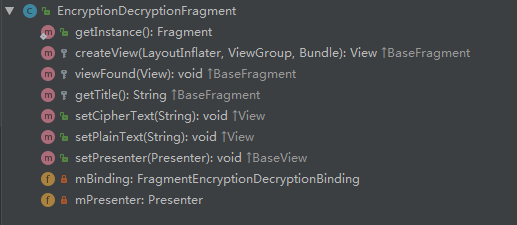 EncryptionDecryptionFragment
getInstance(): Fragment
createView(LayoutInflater, ViewGroup, Bundle): View ↑BaseFragment
viewFound(View): void ↑BaseFragment
getTitle(): String ↑BaseFragment
setCipherText(String): void ↑View
setPlainText(String): void ↑View
setPresenter(Presenter): void ↑BaseView
mBinding: FragmentEncryptionDecryptionBinding
mPresenter: Presenter